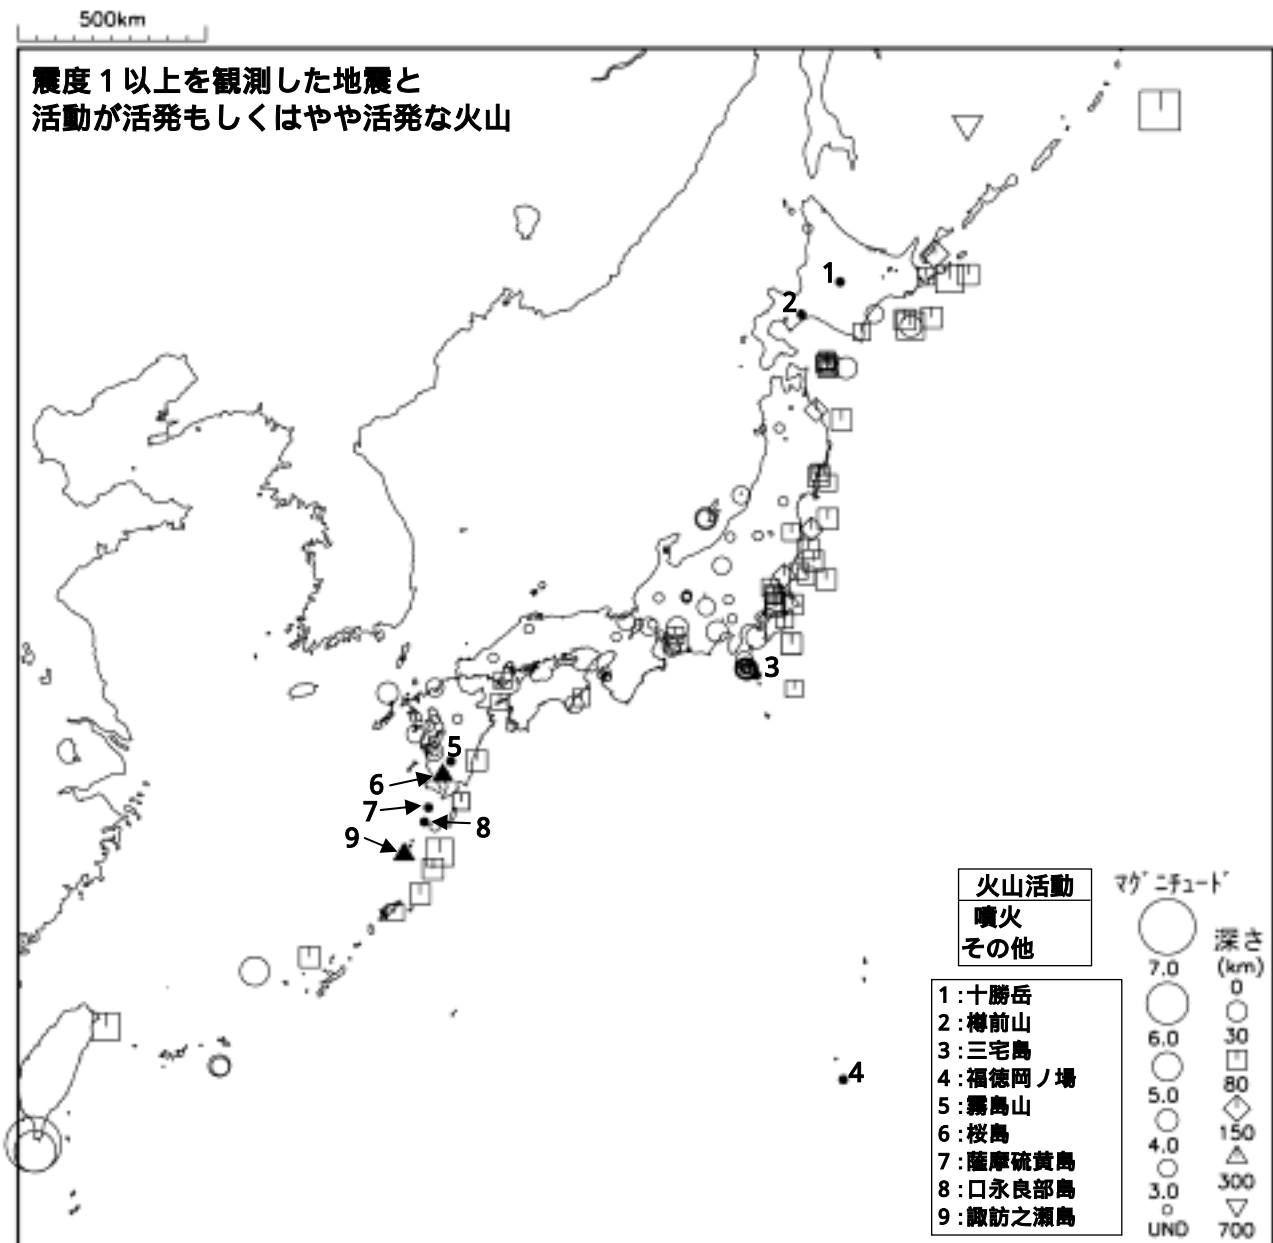 500km
震度１以上を観測した地震と
活動が活発もしくはやや活発な火山
1
2
3
5
6
7
8
9
4
火山活動
噴火
その他
1：十勝岳
2：樽前山
3：三宅島
4：福徳岡ノ場
5：霧島山
6：桜島
7：薩摩硫黄島
8：口永良部島
9：諏訪之瀬島
ﾏｸﾞﾆﾁｭｰﾄﾞ
7.0
6.0
5.0
4.0
3.0
UND
深さ
(km)
0
30
80
150
300
700